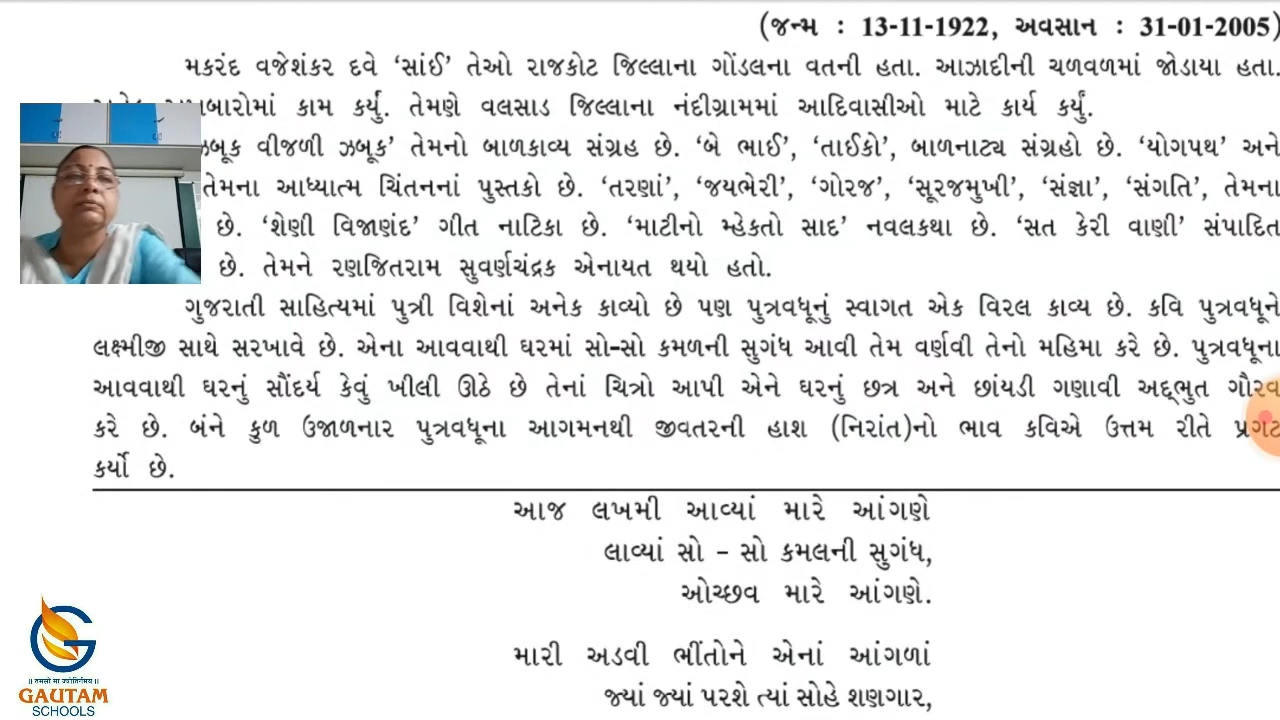 (જન્મ : 13-11-1922, અવસાન : 31-01-2005)
મકરંદ વજેશંકર દવે ‘સાંઈ’ તેઓ રાજકોટ જિલ્લાના ગોંડલના વતની હતા. આઝાદીની ચળવળમાં જોડાયા હતા.
કામ કર્યું. તેમણે વલસાડ જિલ્લાના નંદીગ્રામમાં આદિવાસીઓ માટે કાર્ય કર્યું.
વીજળી ઝબૂક’ તેમનો બાળકાવ્ય સંગ્રહ છે. ‘બે ભાઈ’, ‘તાઈકો’, બાળનાટ્ય સંગ્રહો છે. ‘યોગપથ’ અને
તેમના આધ્યાત્મ ચિંતનનાં પુસ્તકો છે. ‘તરણાં’, ‘જયભેરી’, ‘ગોરજ’, ‘સૂરજમુખી’, ‘સંજ્ઞા’, ‘સંગતિ’, તેમના
છે. ‘શેણી વિજાણંદ’ ગીત નાટિકા છે. ‘માટીનો મ્હેકતો સાદ’ નવલકથા છે. ‘સત કેરી વાણી’ સંપાદિત
છે. તેમને રણજિતરામ સુવર્ણચંદ્રક એનાયત થયો હતો.
ગુજરાતી સાહિત્યમાં પુત્રી વિશેનાં અનેક કાવ્યો છે પણ પુત્રવધૂનું સ્વાગત એક વિરલ કાવ્ય છે. કવિ પુત્રવધૂને
લક્ષ્મીજી સાથે સરખાવે છે. એના આવવાથી ઘરમાં સો-સો કમળની સુગંધ આવી તેમ વર્ણવી તેનો મહિમા કરે છે. પુત્રવધૂના
આવવાથી ઘરનું સૌંદર્ય કેવું ખીલી ઊઠે છે તેનાં ચિત્રો આપી એને ઘરનું છત્ર અને છાંયડી ગણાવી અદ્ભુત ગૌરવ
કરે છે. બંને કુળ ઉજાળનાર પુત્રવધૂના આગમનથી જીવતરની હાશ (નિરાંત)નો ભાવ કવિએ ઉત્તમ રીતે પ્રગટ
કર્યો છે.
આજ લખમી આવ્યાં મારે આંગણે
લાવ્યાં સો - સો કમલની સુગંધ,
ઓચ્છવ મારે આંગણે.
મારી અડવી ભીંતોને એનાં આંગળાં
જ્યાં જ્યાં પરશે ત્યાં સોહે શણગાર,
॥ તમસો મા જ્યોતિર્ગમય ॥
GAUTAM
SCHOOLS